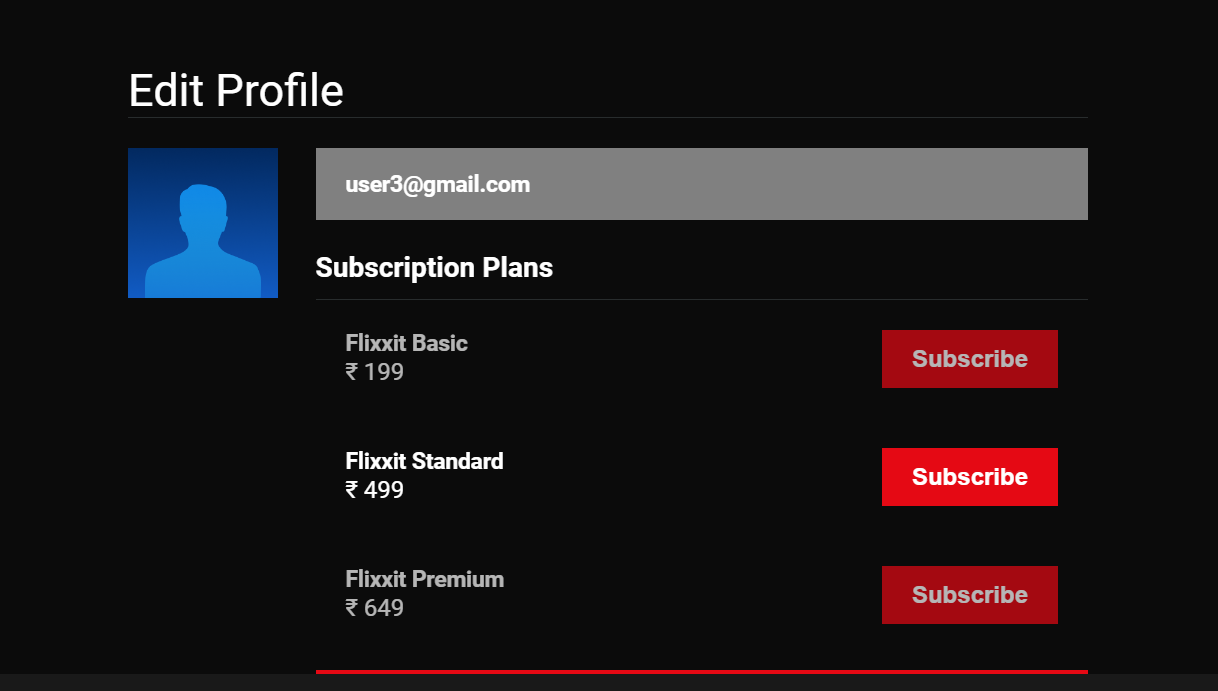 Edit Profile
user3@gmail.com
Subscription Plans
Flixxit Basic
₹ 199
Subscribe
Flixxit Standard
₹ 499
Subscribe
Flixxit Premium
₹ 649
Subscribe